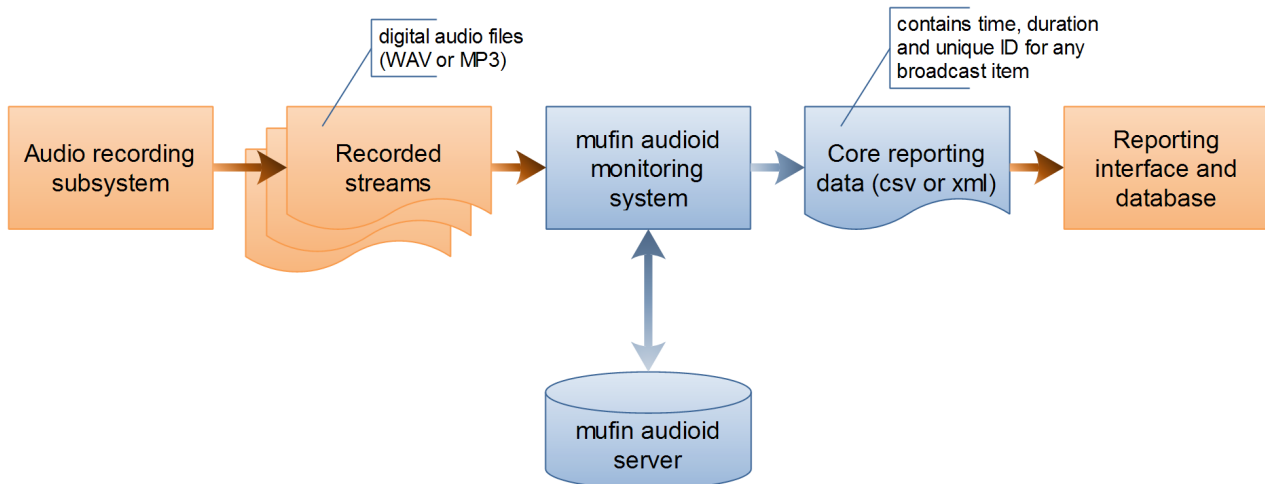 digital audio files
(WAV or MP3)
contains time, duration
and unique ID for any
broadcast item
Audio recording
subsystem
Recorded
streams
mufin audioid
monitoring
system
Core reporting
data (csv or xml)
Reporting
interface and
database
mufin audioid
server